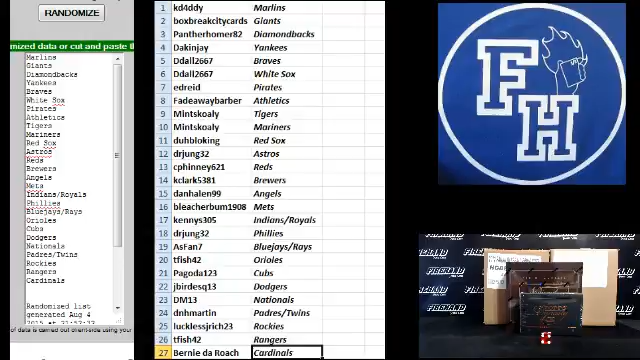 RANDOMIZE
mized data or cut and paste th
Marlins
Giants
Diamondbacks
Yankees
Braves
White Sox
Pirates
Athletics
Tigers
Mariners
Red Sox
Astros
Reds
Brewers
Angels
Mets
Indians/Royals
Phillies
Bluejays/Rays
Orioles
Cubs
Dodgers
Nationals
Padres/Twins
Rockies
Rangers
Cardinals
Randomized list
generated Aug 4
of data is carried out client-side using your
1 kd4ddy Marlins
2 boxbreakcitycards Giants
3 Pantherhomer82 Diamondbacks
4 Dakinjay Yankees
5 Ddall2667 Braves
6 Ddall2667 White Sox
7 edreid Pirates
8 Fadeawaybarber Athletics
9 Mintskoaly Tigers
10 Mintskoaly Mariners
11 duhbloking Red Sox
12 drjung32 Astros
13 cphinney621 Reds
14 kclark5381 Brewers
15 danhalen99 Angels
16 bleacherbum1908 Mets
17 kennys305 Indians/Royals
18 drjung32 Phillies
19 AsFan7 Bluejays/Rays
20 tfish42 Orioles
21 Pagoda123 Cubs
22 jbirdesq13 Dodgers
23 DM13 Nationals
24 dnhmartin Padres/Twins
25 lucklessjrich23 Rockies
26 tfish42 Rangers
27 Bernie da Roach Cardinals
FH
FIREHAND